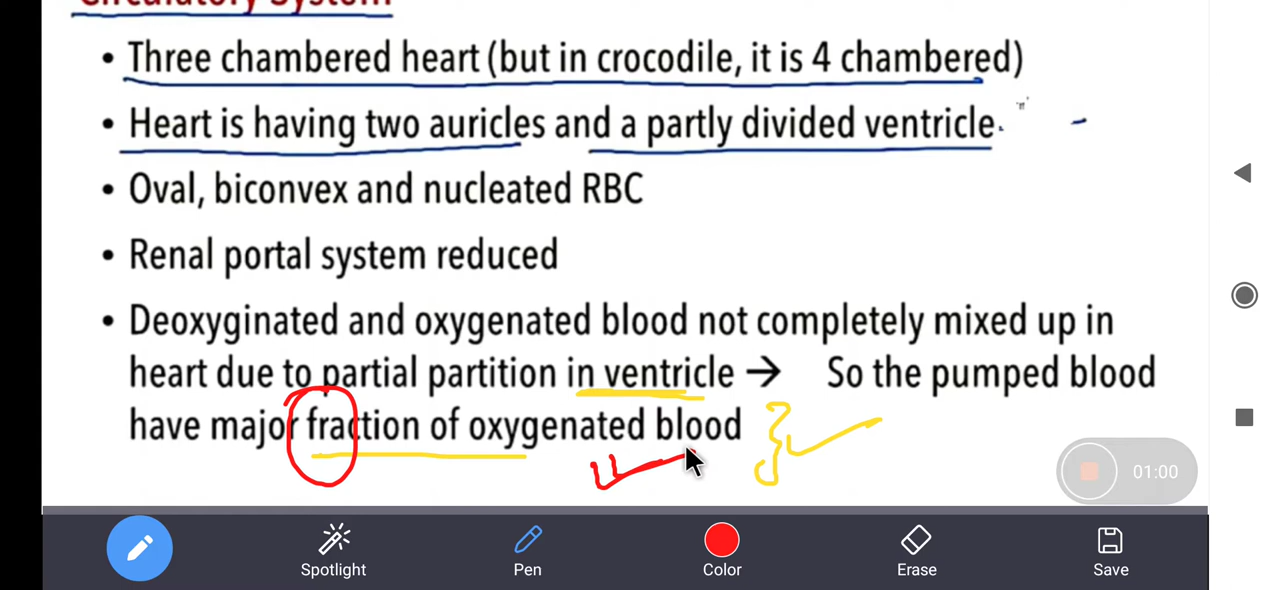 Circulatory System
• Three chambered heart (but in crocodile, it is 4 chambered)
• Heart is having two auricles and a partly divided ventricle
• Oval, biconvex and nucleated RBC
• Renal portal system reduced
• Deoxyginated and oxygenated blood not completely mixed up in
heart due to partial partition in ventricle → So the pumped blood
have major fraction of oxygenated blood
01:00
Spotlight Pen Color Erase Save